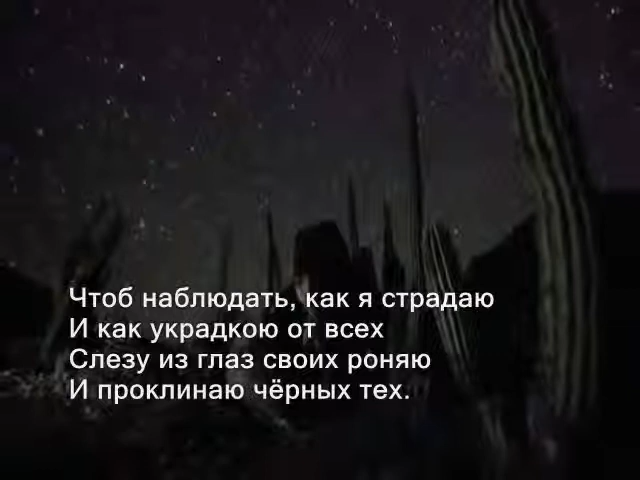 Чтоб наблюдать, как я страдаю
И как украдкою от всех
Слезу из глаз своих роняю
И проклинаю чёрных тех.